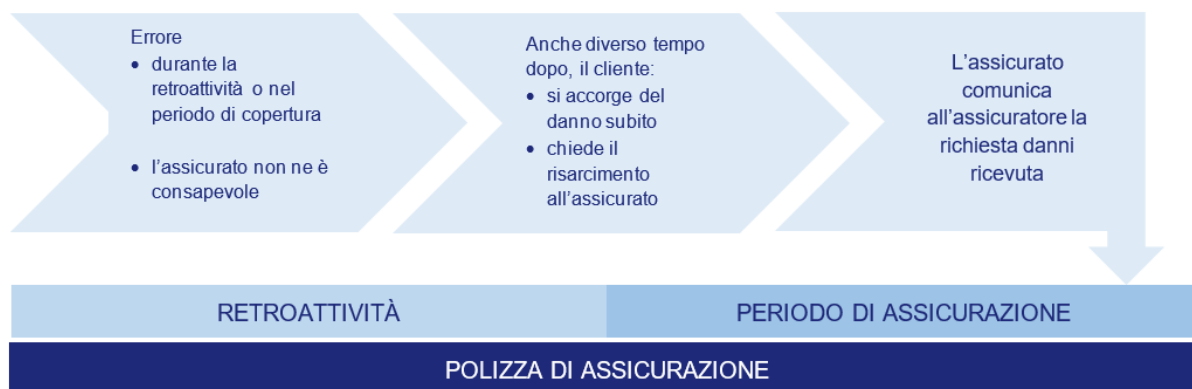 Errore
• durante la
retroattività o nel
periodo di copertura
• l'assicurato non ne è
consapevole
Anche diverso tempo
dopo, il cliente:
• si accorge del
danno subito
• chiede il
risarcimento
all'assicurato
L'assicurato
comunica
all'assicuratore la
richiesta danni
ricevuta
RETROATTIVITÀ
PERIODO DI ASSICURAZIONE
POLIZZA DI ASSICURAZIONE